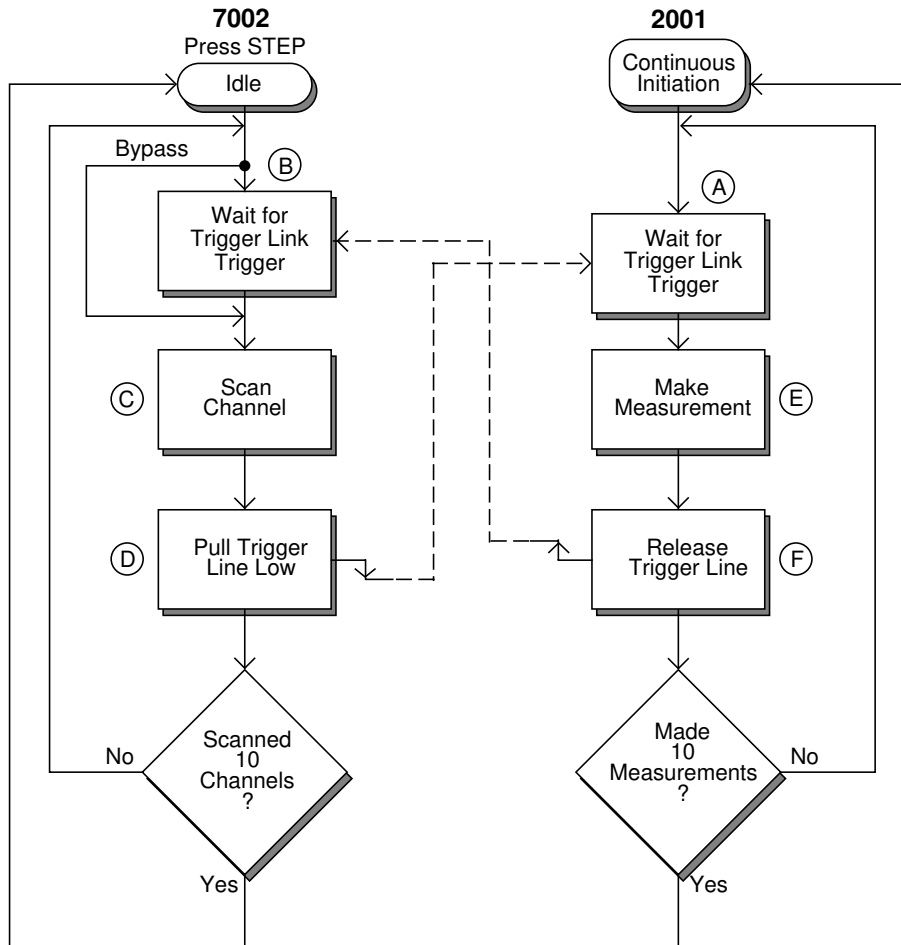 7002
Press STEP
Idle
Bypass
B
Wait for
Trigger Link
Trigger
C
Scan
Channel
D
Pull Trigger
Line Low
No
Scanned
10
Channels
?
Yes
2001
Continuous
Initiation
A
Wait for
Trigger Link
Trigger
Make
Measurement
E
Release
Trigger Line
F
Made
10
Measurements
?
No
Yes